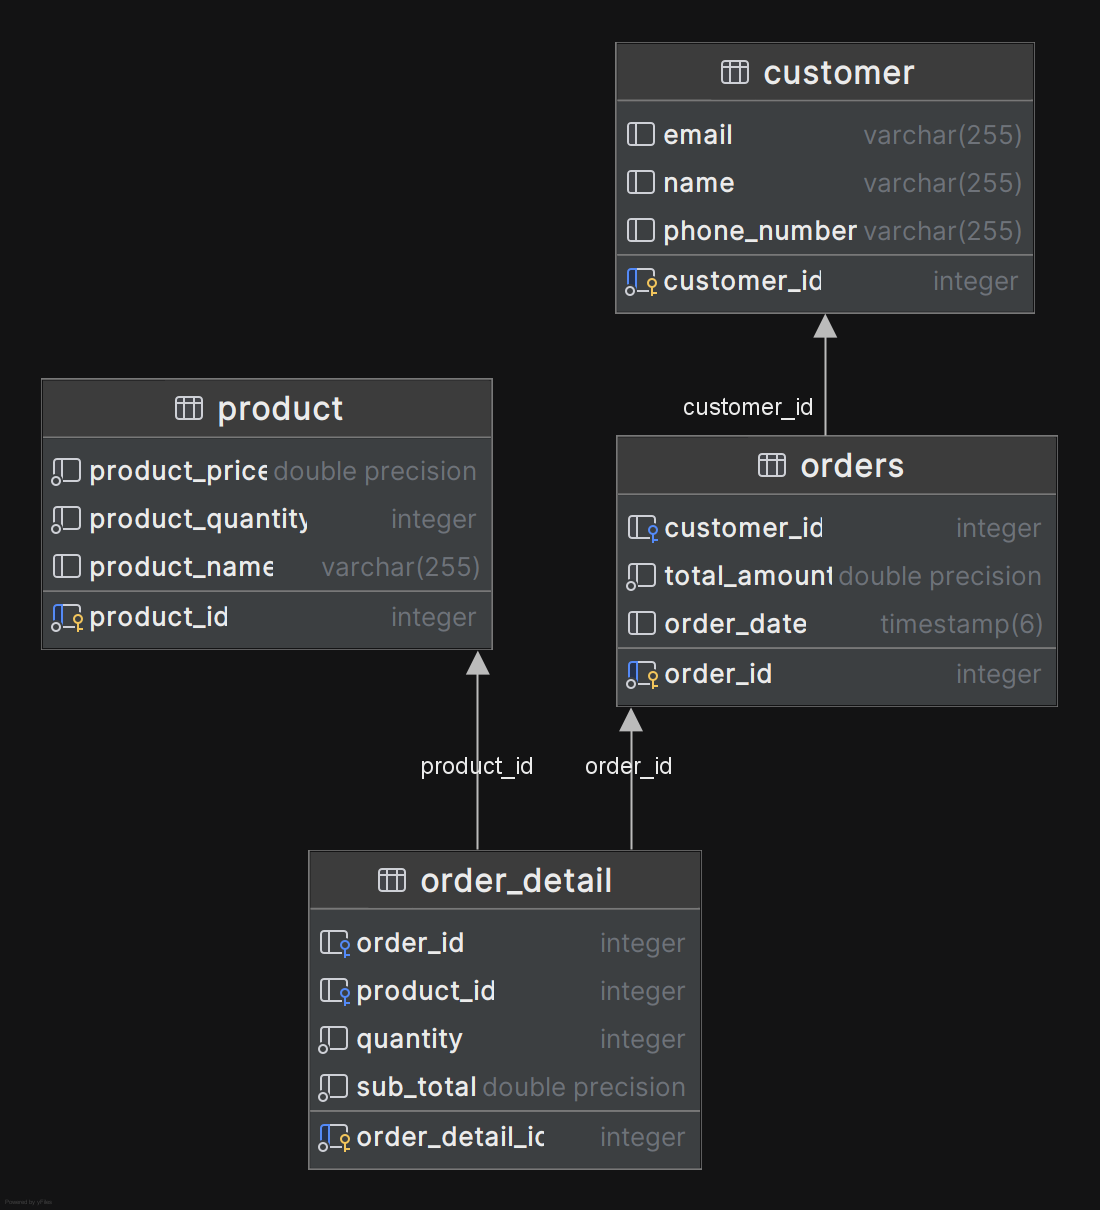 customer
email varchar(255)
name varchar(255)
phone_number varchar(255)
customer_id integer
customer_id
product
product_price double precision
product_quantity integer
product_name varchar(255)
product_id integer
orders
customer_id integer
total_amount double precision
order_date timestamp(6)
order_id integer
product_id
order_id
order_detail
order_id integer
product_id integer
quantity integer
sub_total double precision
order_detail_id integer
Powered by yFiles